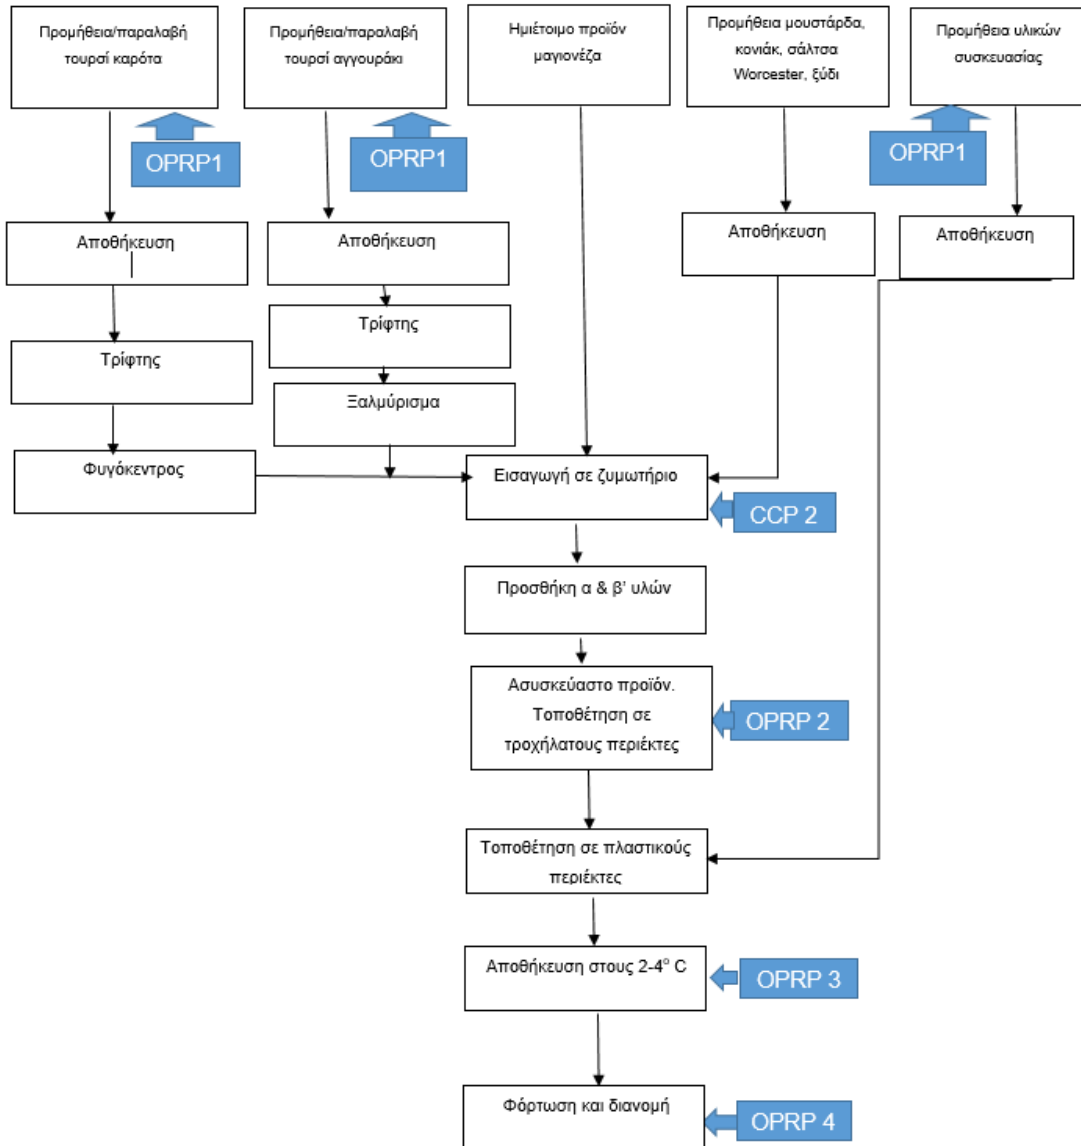 Προμήθεια/παραλαβή
τουρσί καρότα
Προμήθεια/παραλαβή
τουρσί αγγουράκι
Ημιέτοιμο προϊόν
μαγιονέζα
Προμήθεια μουστάρδα,
κονιάκ, σάλτσα
Worcester, ξύδι
Προμήθεια υλικών
συσκευασίας
OPRP1
OPRP1
OPRP1
Αποθήκευση
Αποθήκευση
Αποθήκευση
Αποθήκευση
Τρίφτης
Τρίφτης
Ξαλμύρισμα
Φυγόκεντρος
Εισαγωγή σε ζυμωτήριο
CCP 2
Προσθήκη α & β’ υλών
Ασυσκεύαστο προϊόν.
Τοποθέτηση σε
τροχήλατους περιέκτες
OPRP 2
Τοποθέτηση σε πλαστικούς
περιέκτες
Αποθήκευση στους 2-4° C
OPRP 3
Φόρτωση και διανομή
OPRP 4